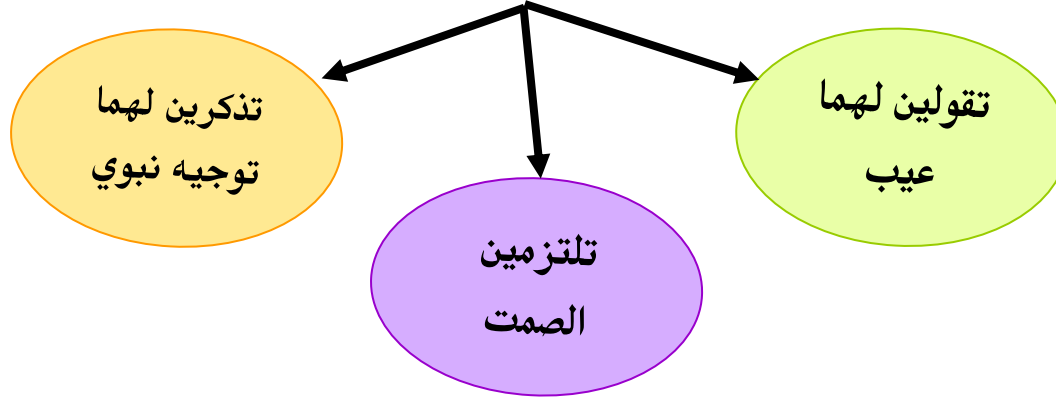 تقولين لهما
عيب
تلتزمين
الصمت
تذكرين لهما
توجيه نبوي